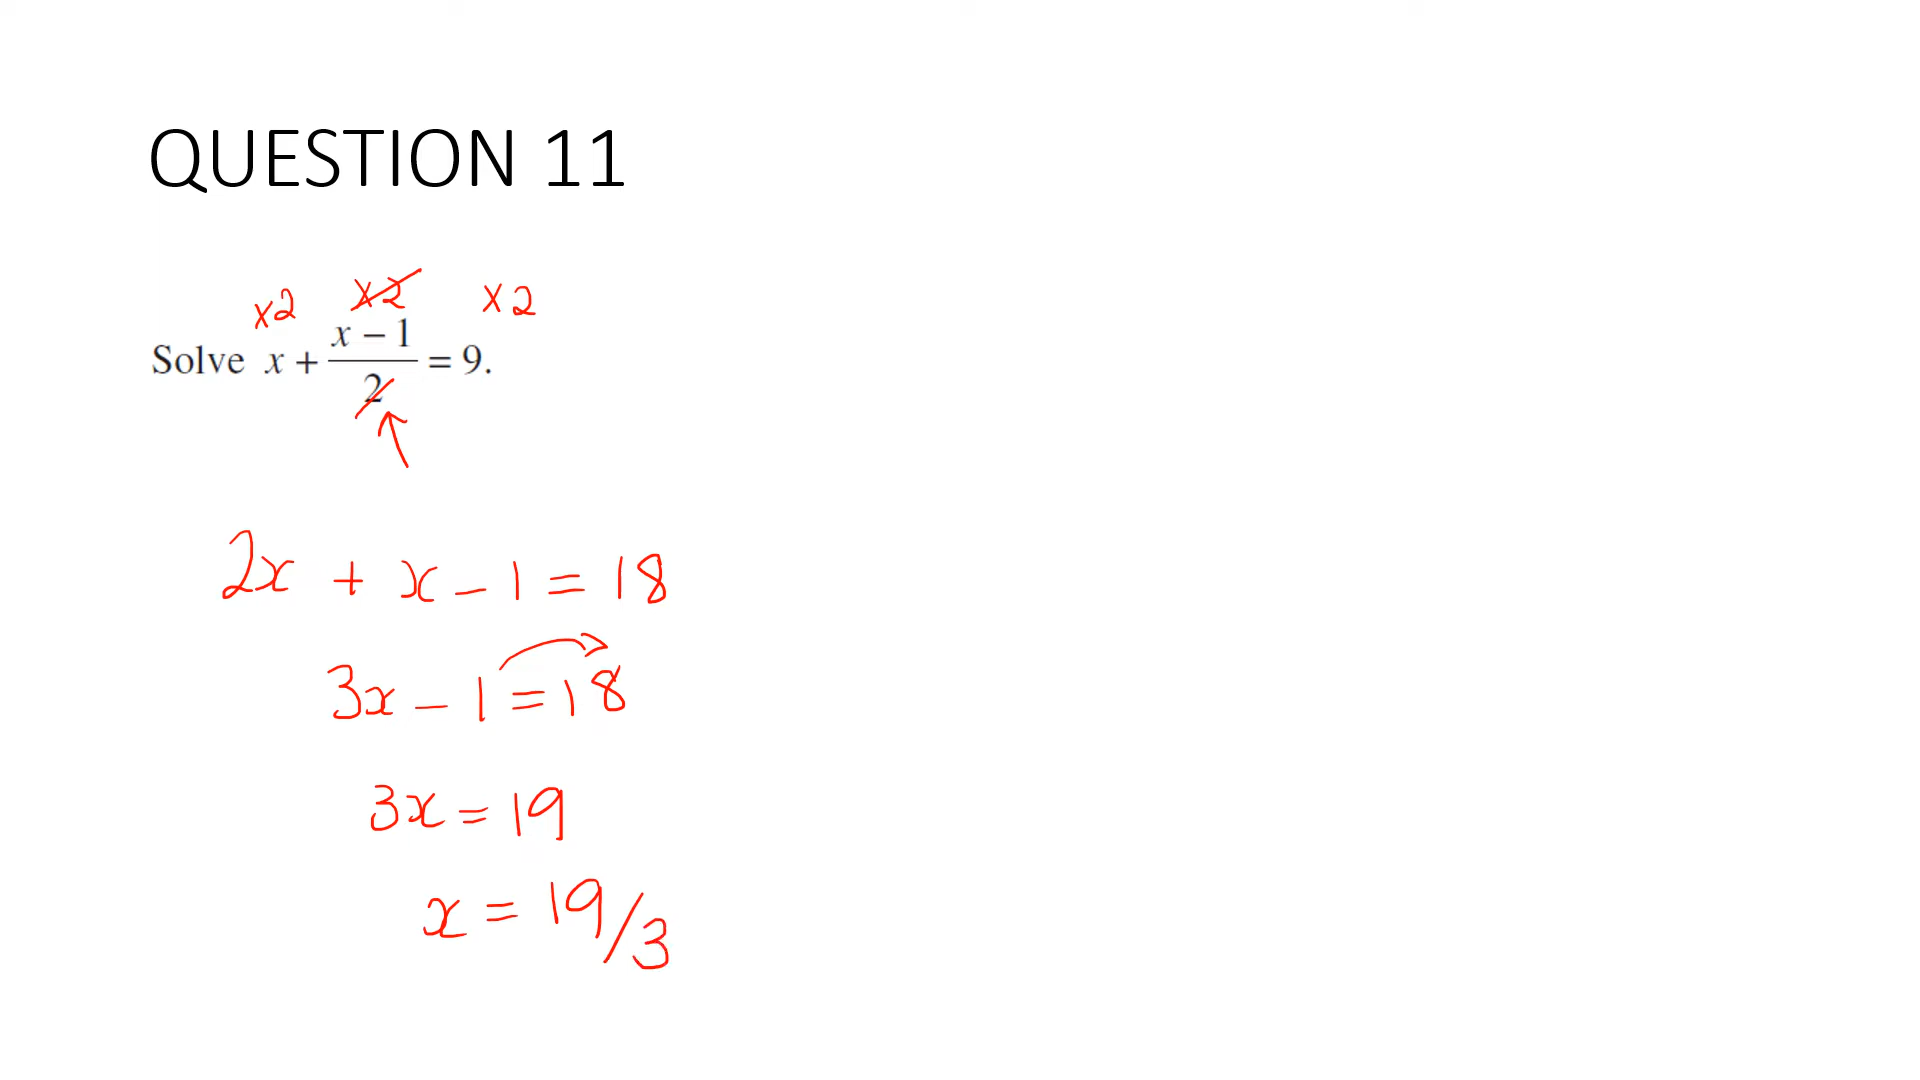 QUESTION 11
x2 x2 x2
Solve x + \frac{x - 1}{2} = 9.
2x + x - 1 = 18
3x - 1 = 18
3x = 19
x = 19/3